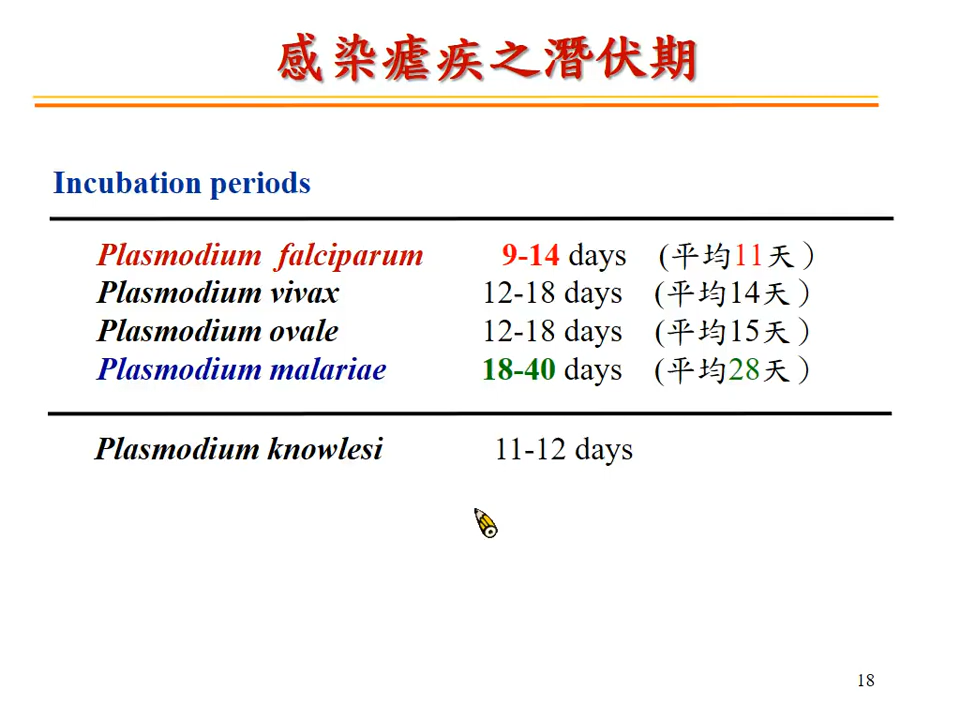 感染瘧疾之潛伏期
Incubation periods
Plasmodium falciparum 9-14 days (平均11天)
Plasmodium vivax 12-18 days (平均14天)
Plasmodium ovale 12-18 days (平均15天)
Plasmodium malariae 18-40 days (平均28天)
Plasmodium knowlesi 11-12 days
18